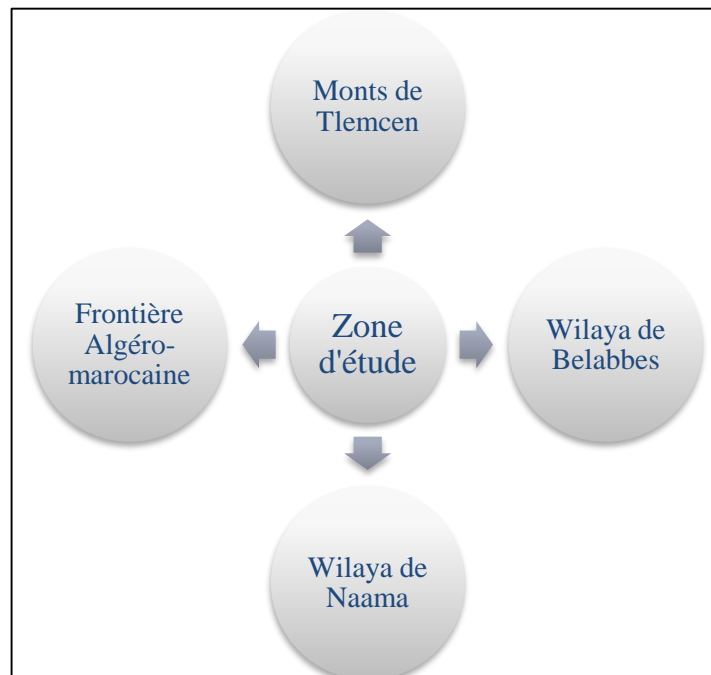 Monts de
Tlemcen
Frontière
Algéro-
marocaine
Zone
d'étude
Wilaya de
Belabbes
Wilaya de
Naama